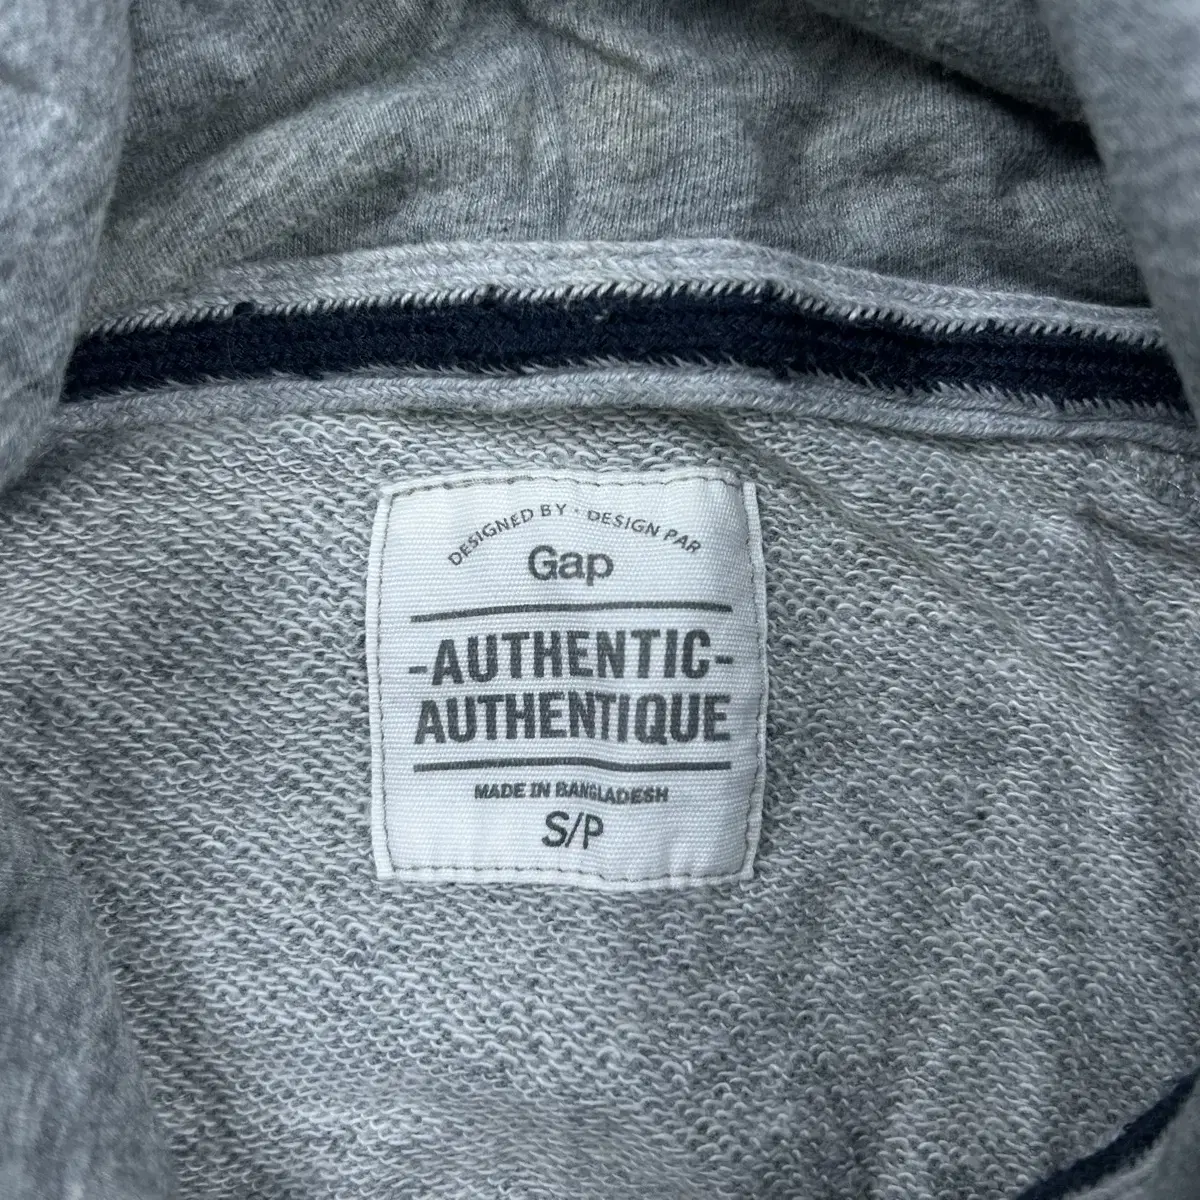 DESIGNED BY · DESIGN PAR
Gap
-AUTHENTIC-
AUTHENTIQUE
MADE IN BANGLADESH
S/P